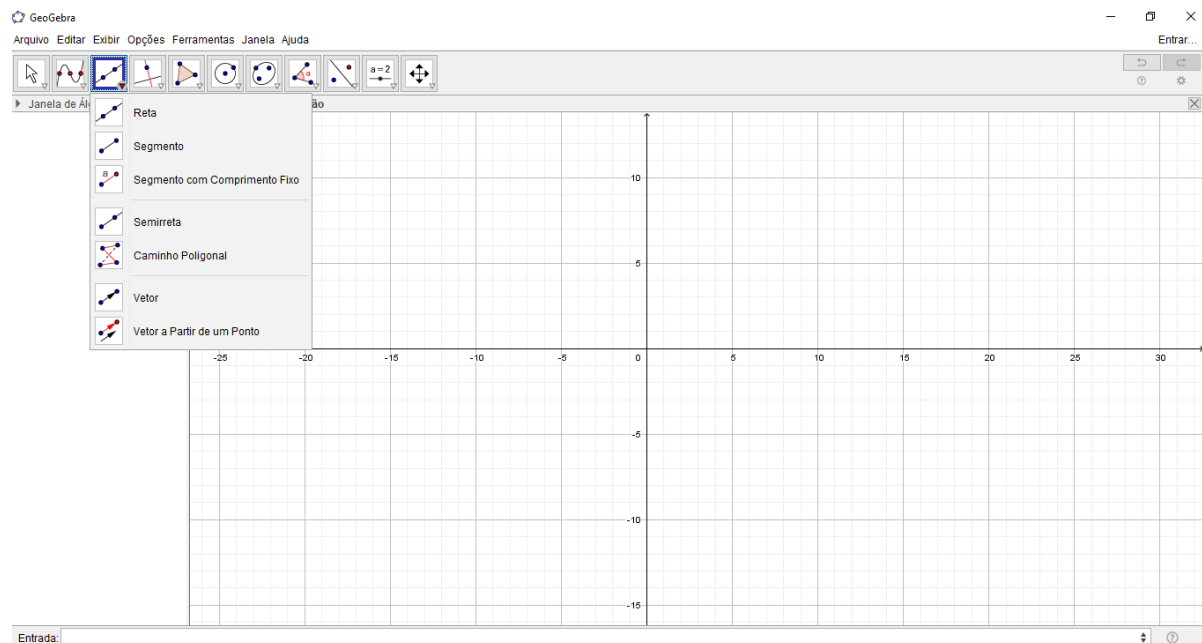 GeoGebra
Arquivo Editar Exibir Opções Ferramentas Janela Ajuda
Entrar...
a=2
Janela de Ál
ão
Reta
Segmento
a
Segmento com Comprimento Fixo
Semirreta
Caminho Poligonal
Vetor
Vetor a Partir de um Ponto
10
5
-25 -20 -15 -10 -5 0 5 10 15 20 25 30
-5
-10
-15
Entrada: